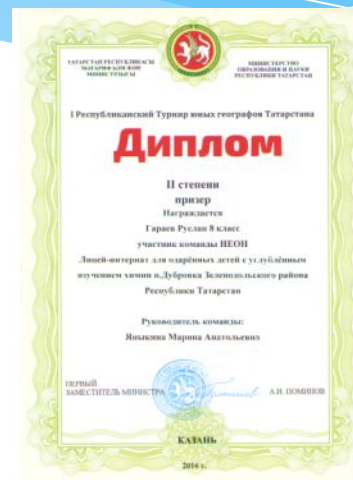 ТАТАРСТАН РЕСПУБЛИКАСЫ
МӘГАРИФ ҺӘМ ФӘН
МИНИСТРЛЫГЫ
МИНИСТЕРСТВО
ОБРАЗОВАНИЯ И НАУКИ
РЕСПУБЛИКИ ТАТАРСТАН
I Республиканский Турнир юных географов Татарстана
Диплом
II степени
призер
Награждается
Гараев Руслан 8 класс
участник команды НЕОН
Лицей-интернат для одарённых детей с углублённым
изучением химии п.Дубровка Зеленодольского района
Республики Татарстан
Руководитель команды:
Яныкина Марина Анатольевна
ПЕРВЫЙ
ЗАМЕСТИТЕЛЬ МИНИСТРА
А.И. ПОМИНОВ
КАЗАНЬ
2016 г.